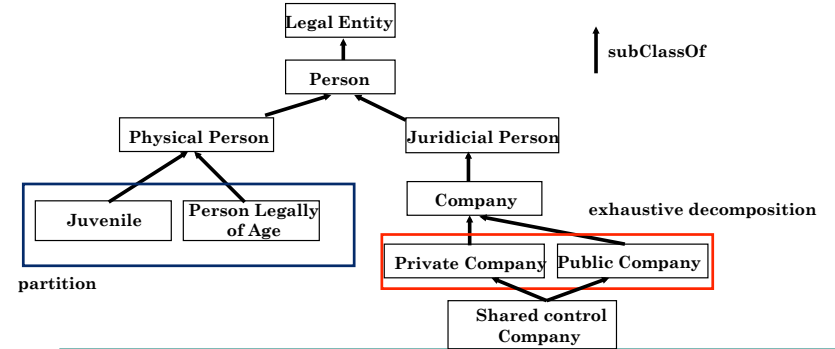 Legal Entity
subClassOf
Person
Physical Person
Juridicial Person
Juvenile
Person Legally
of Age
Company
exhaustive decomposition
Private Company
Public Company
partition
Shared control
Company